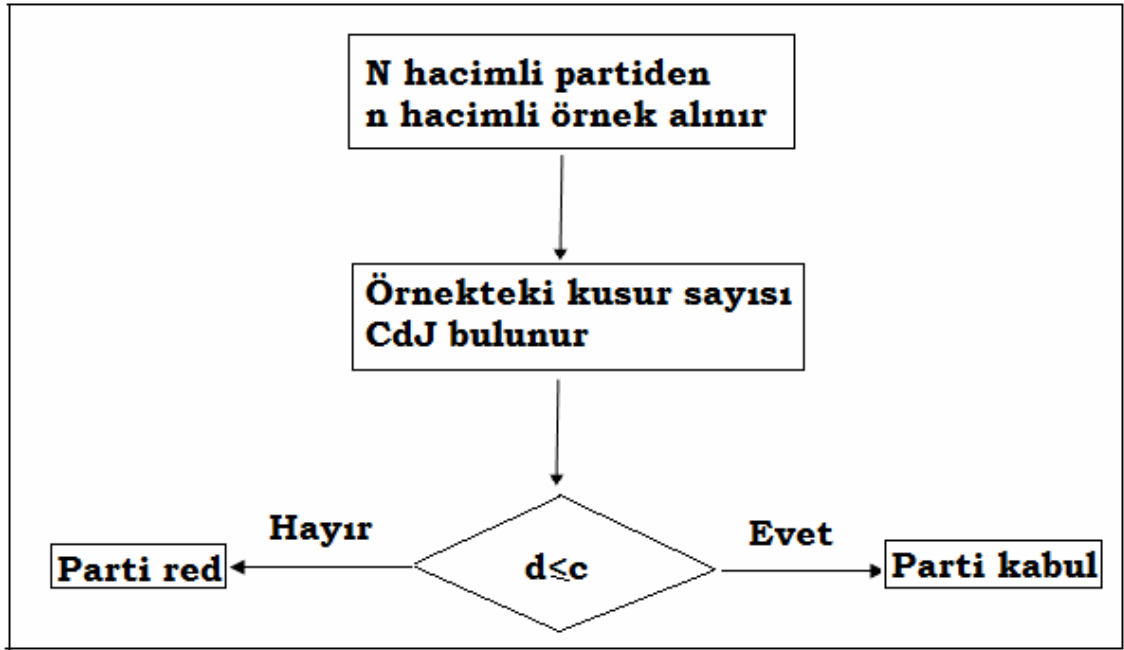 N hacimli partiden
n hacimli örnek alınır
Örnekteki kusur sayısı
CdJ bulunur
Hayır
Evet
Parti red
d≤c
Parti kabul